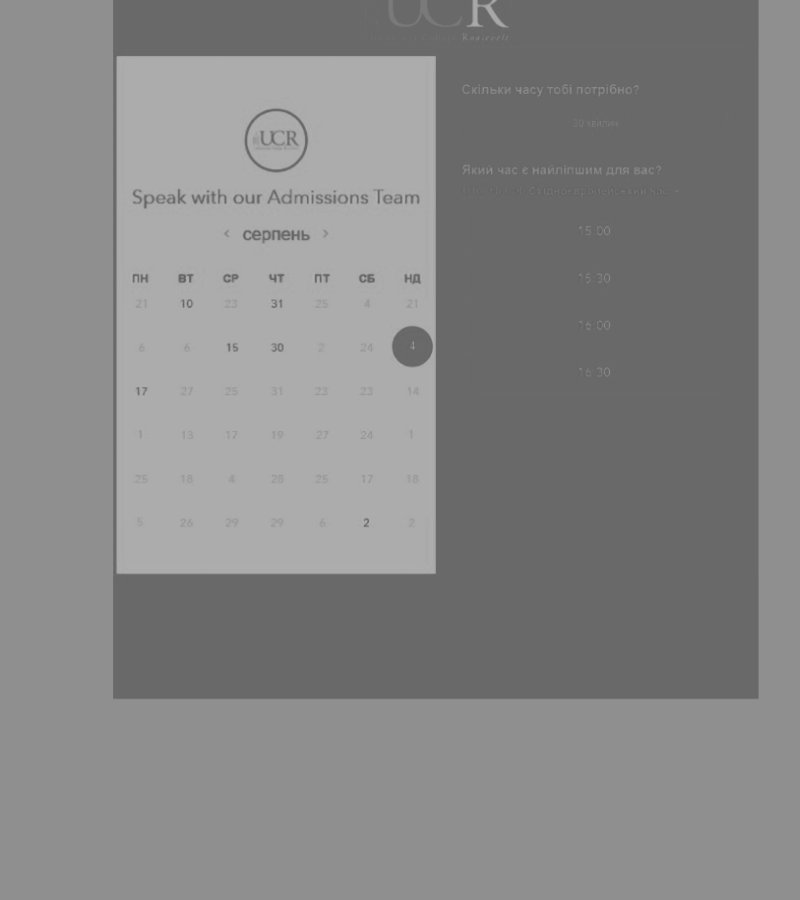 UCR
UCR
Speak with our Admissions Team
‹ серпень ›
ПН ВТ СР ЧТ ПТ СБ НД
21 10 23 31 25 4 21
6 6 15 30 2 24 4
17 27 25 31 23 23 14
1 13 17 19 27 24 1
25 18 4 28 25 17 18
5 26 29 29 6 2 2
Скільки часу тобі потрібно?
30 хвилин
Який час є найліпшим для вас?
15:00
15:30
16:00
16:30